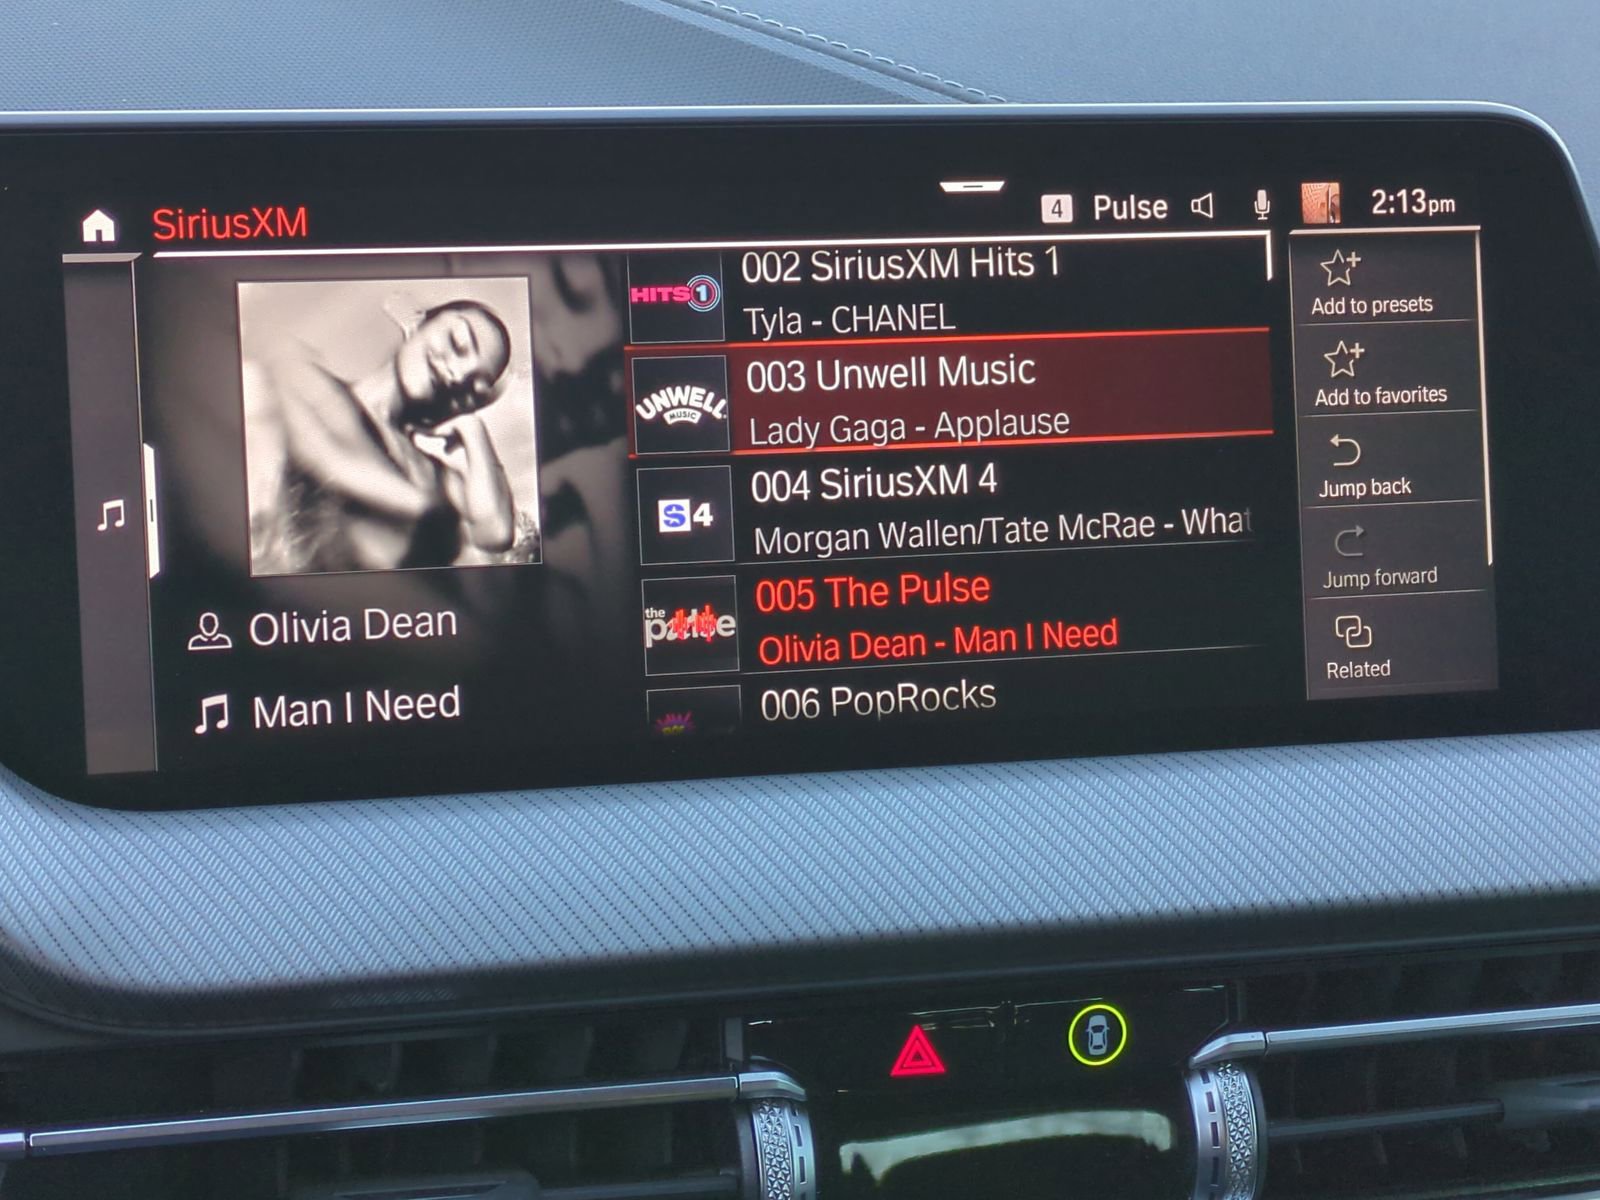 SiriusXM
4 Pulse 2:13pm
HITS 1
002 SiriusXM Hits 1
Tyla - CHANEL
UNWELL
MUSIC
003 Unwell Music
Lady Gaga - Applause
S 4
004 SiriusXM 4
Morgan Wallen/Tate McRae - What
the
pulse
005 The Pulse
Olivia Dean - Man I Need
006 PopRocks
Olivia Dean
Man I Need
Add to presets
Add to favorites
Jump back
Jump forward
Related